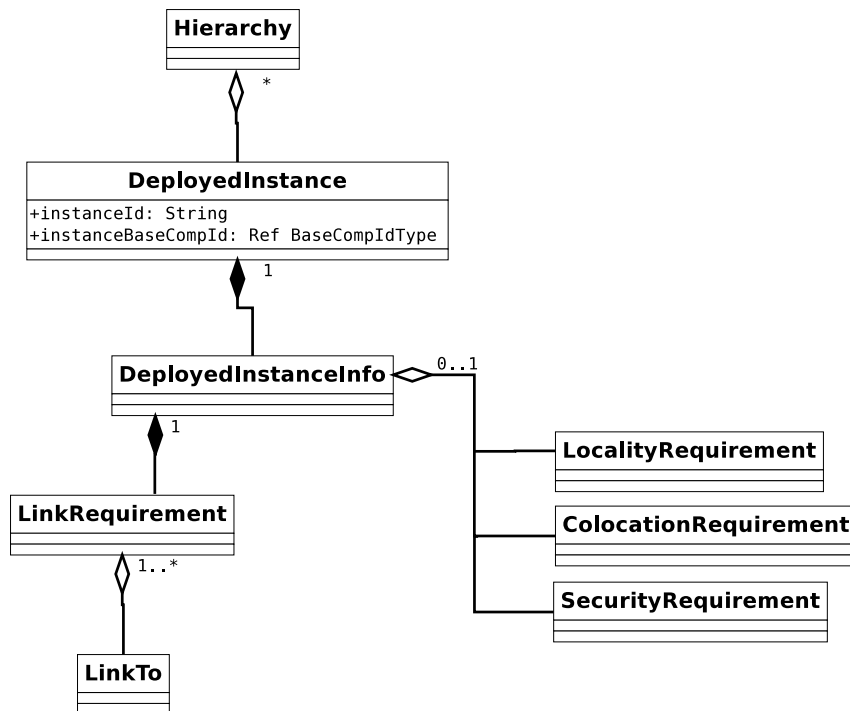 Hierarchy
*
DeployedInstance
+instanceId: String
+instanceBaseCompId: Ref BaseCompIdType
1
DeployedInstanceInfo
0..1
1
LocalityRequirement
LinkRequirement
ColocationRequirement
1..*
SecurityRequirement
LinkTo